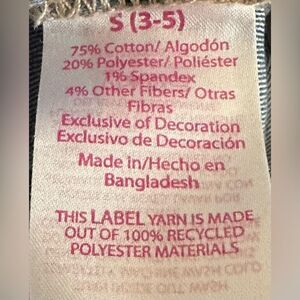 S (3-5)
75% Cotton/ Algodón
20% Polyester/ Poliéster
1% Spandex
4% Other Fibers/ Otras
Fibras
Exclusive of Decoration
Exclusivo de Decoración
Made in/Hecho en
Bangladesh
THIS LABEL YARN IS MADE
OUT OF 100% RECYCLED
POLYESTER MATERIALS